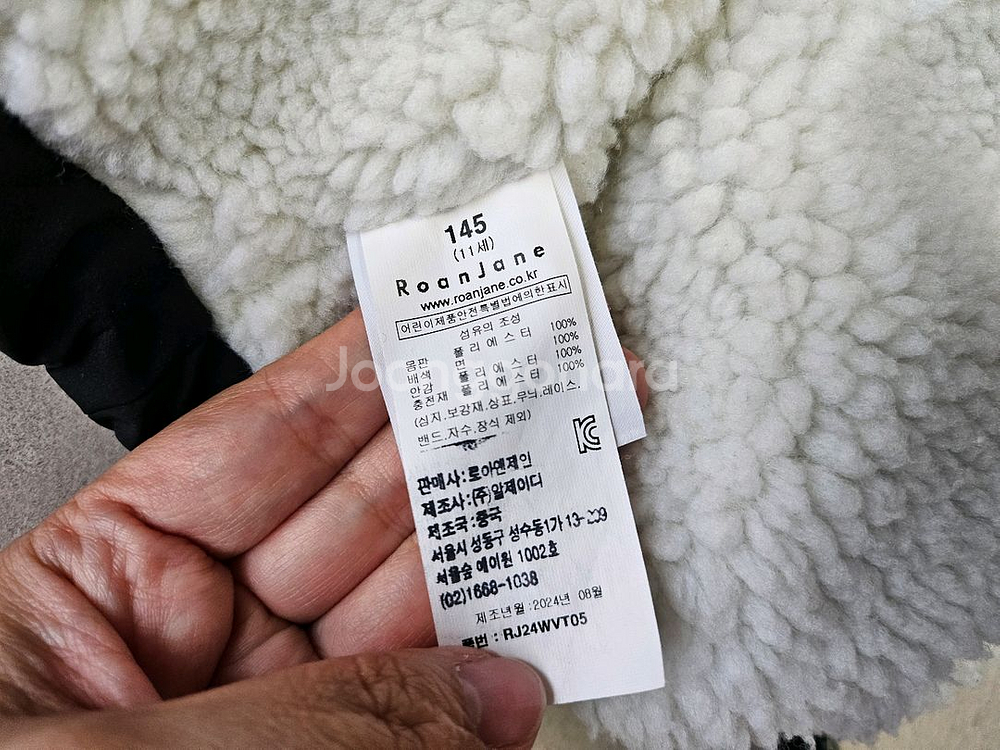 145
(11세)
RoanJane
www.roanjane.co.kr
어린이제품안전특별법에의한표시
섬유의 조성
몸판 폴리에스터 100%
배색 면 100%
안감 폴리에스터 100%
충전재 폴리에스터 100%
(심지,보강재,상표,무늬,레이스,
밴드,자수,장식 제외)
판매사:로아앤제인
제조사:(주)알제이디
제조국:중국
서울시 성동구 성수동1가
서울숲 에이원 1002호
(02)1668-1038
제조년월:2024년 08월
품번 : RJ24WVT05